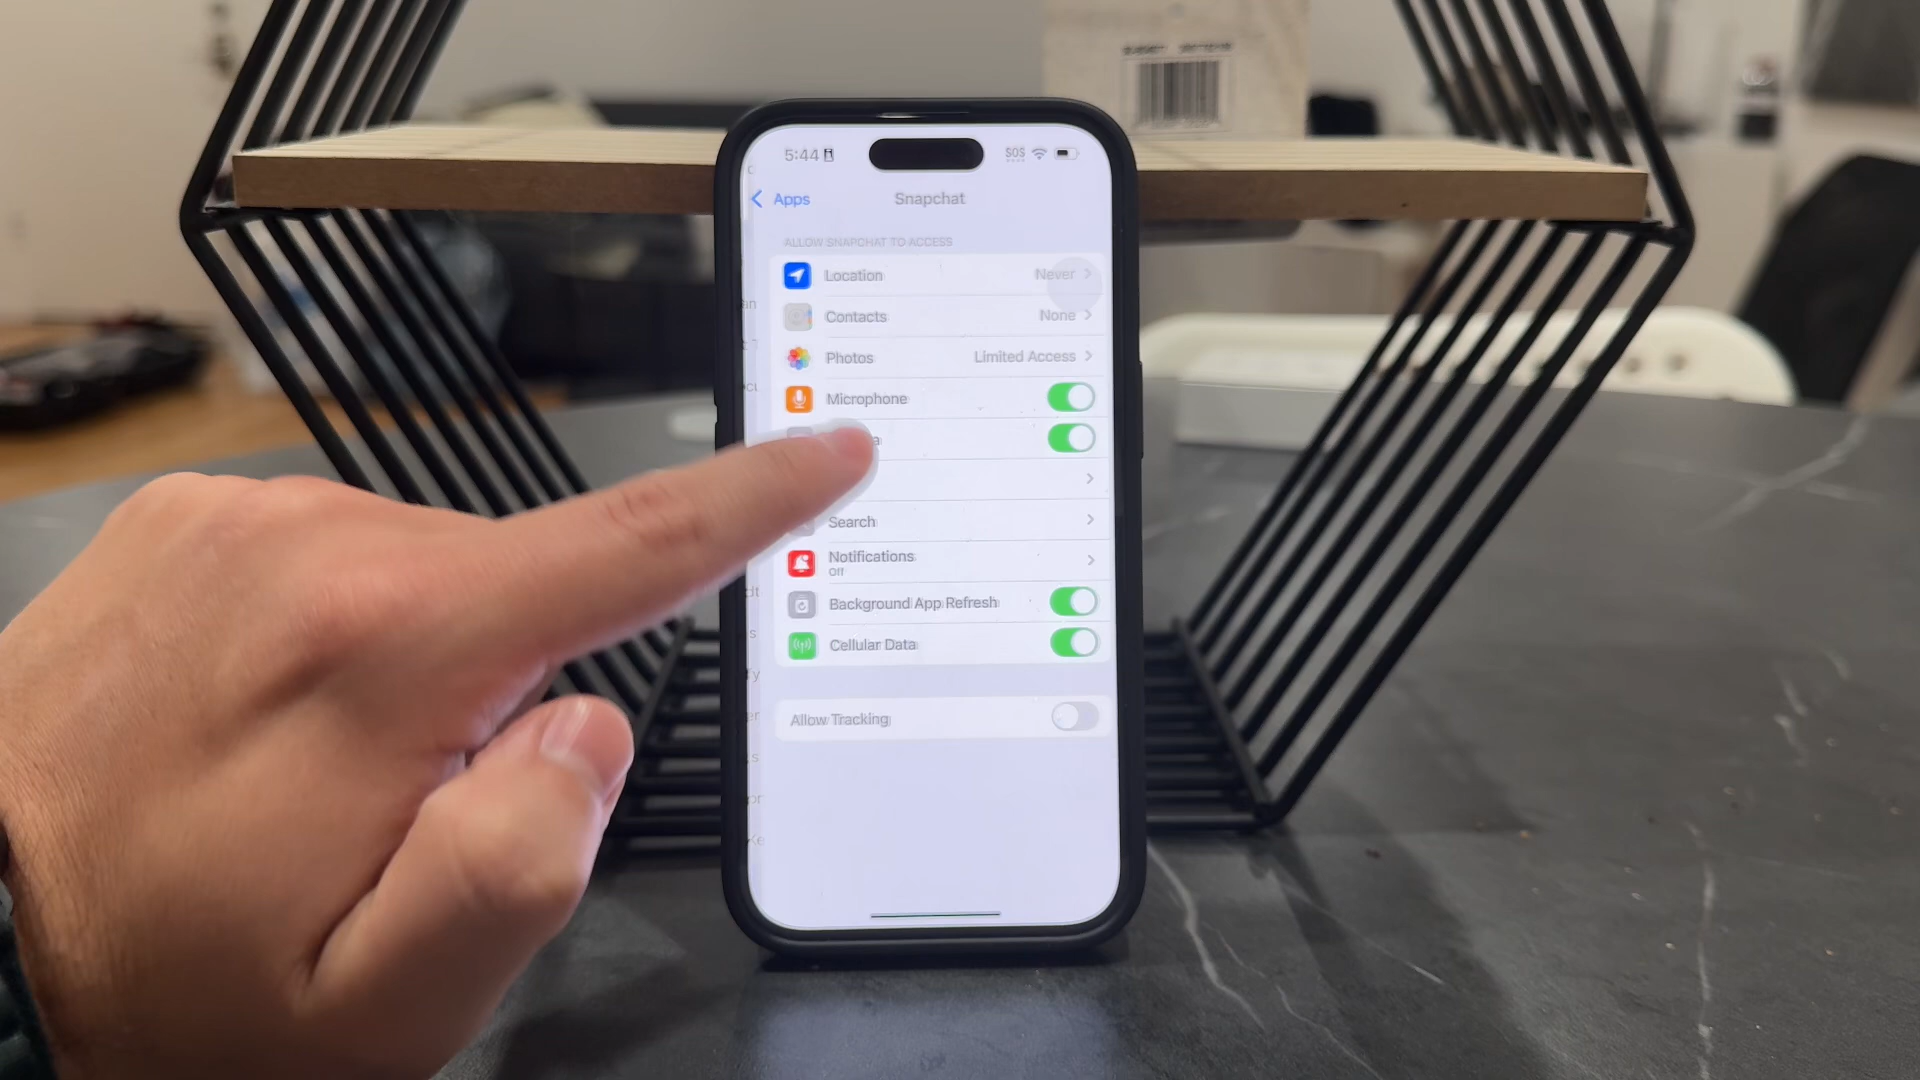 5:44
SOS
Apps
Snapchat
ALLOW SNAPCHAT TO ACCESS
Location Never
Contacts None
Photos Limited Access
Microphone
Search
Notifications
Off
Background App Refresh
Cellular Data
Allow Tracking